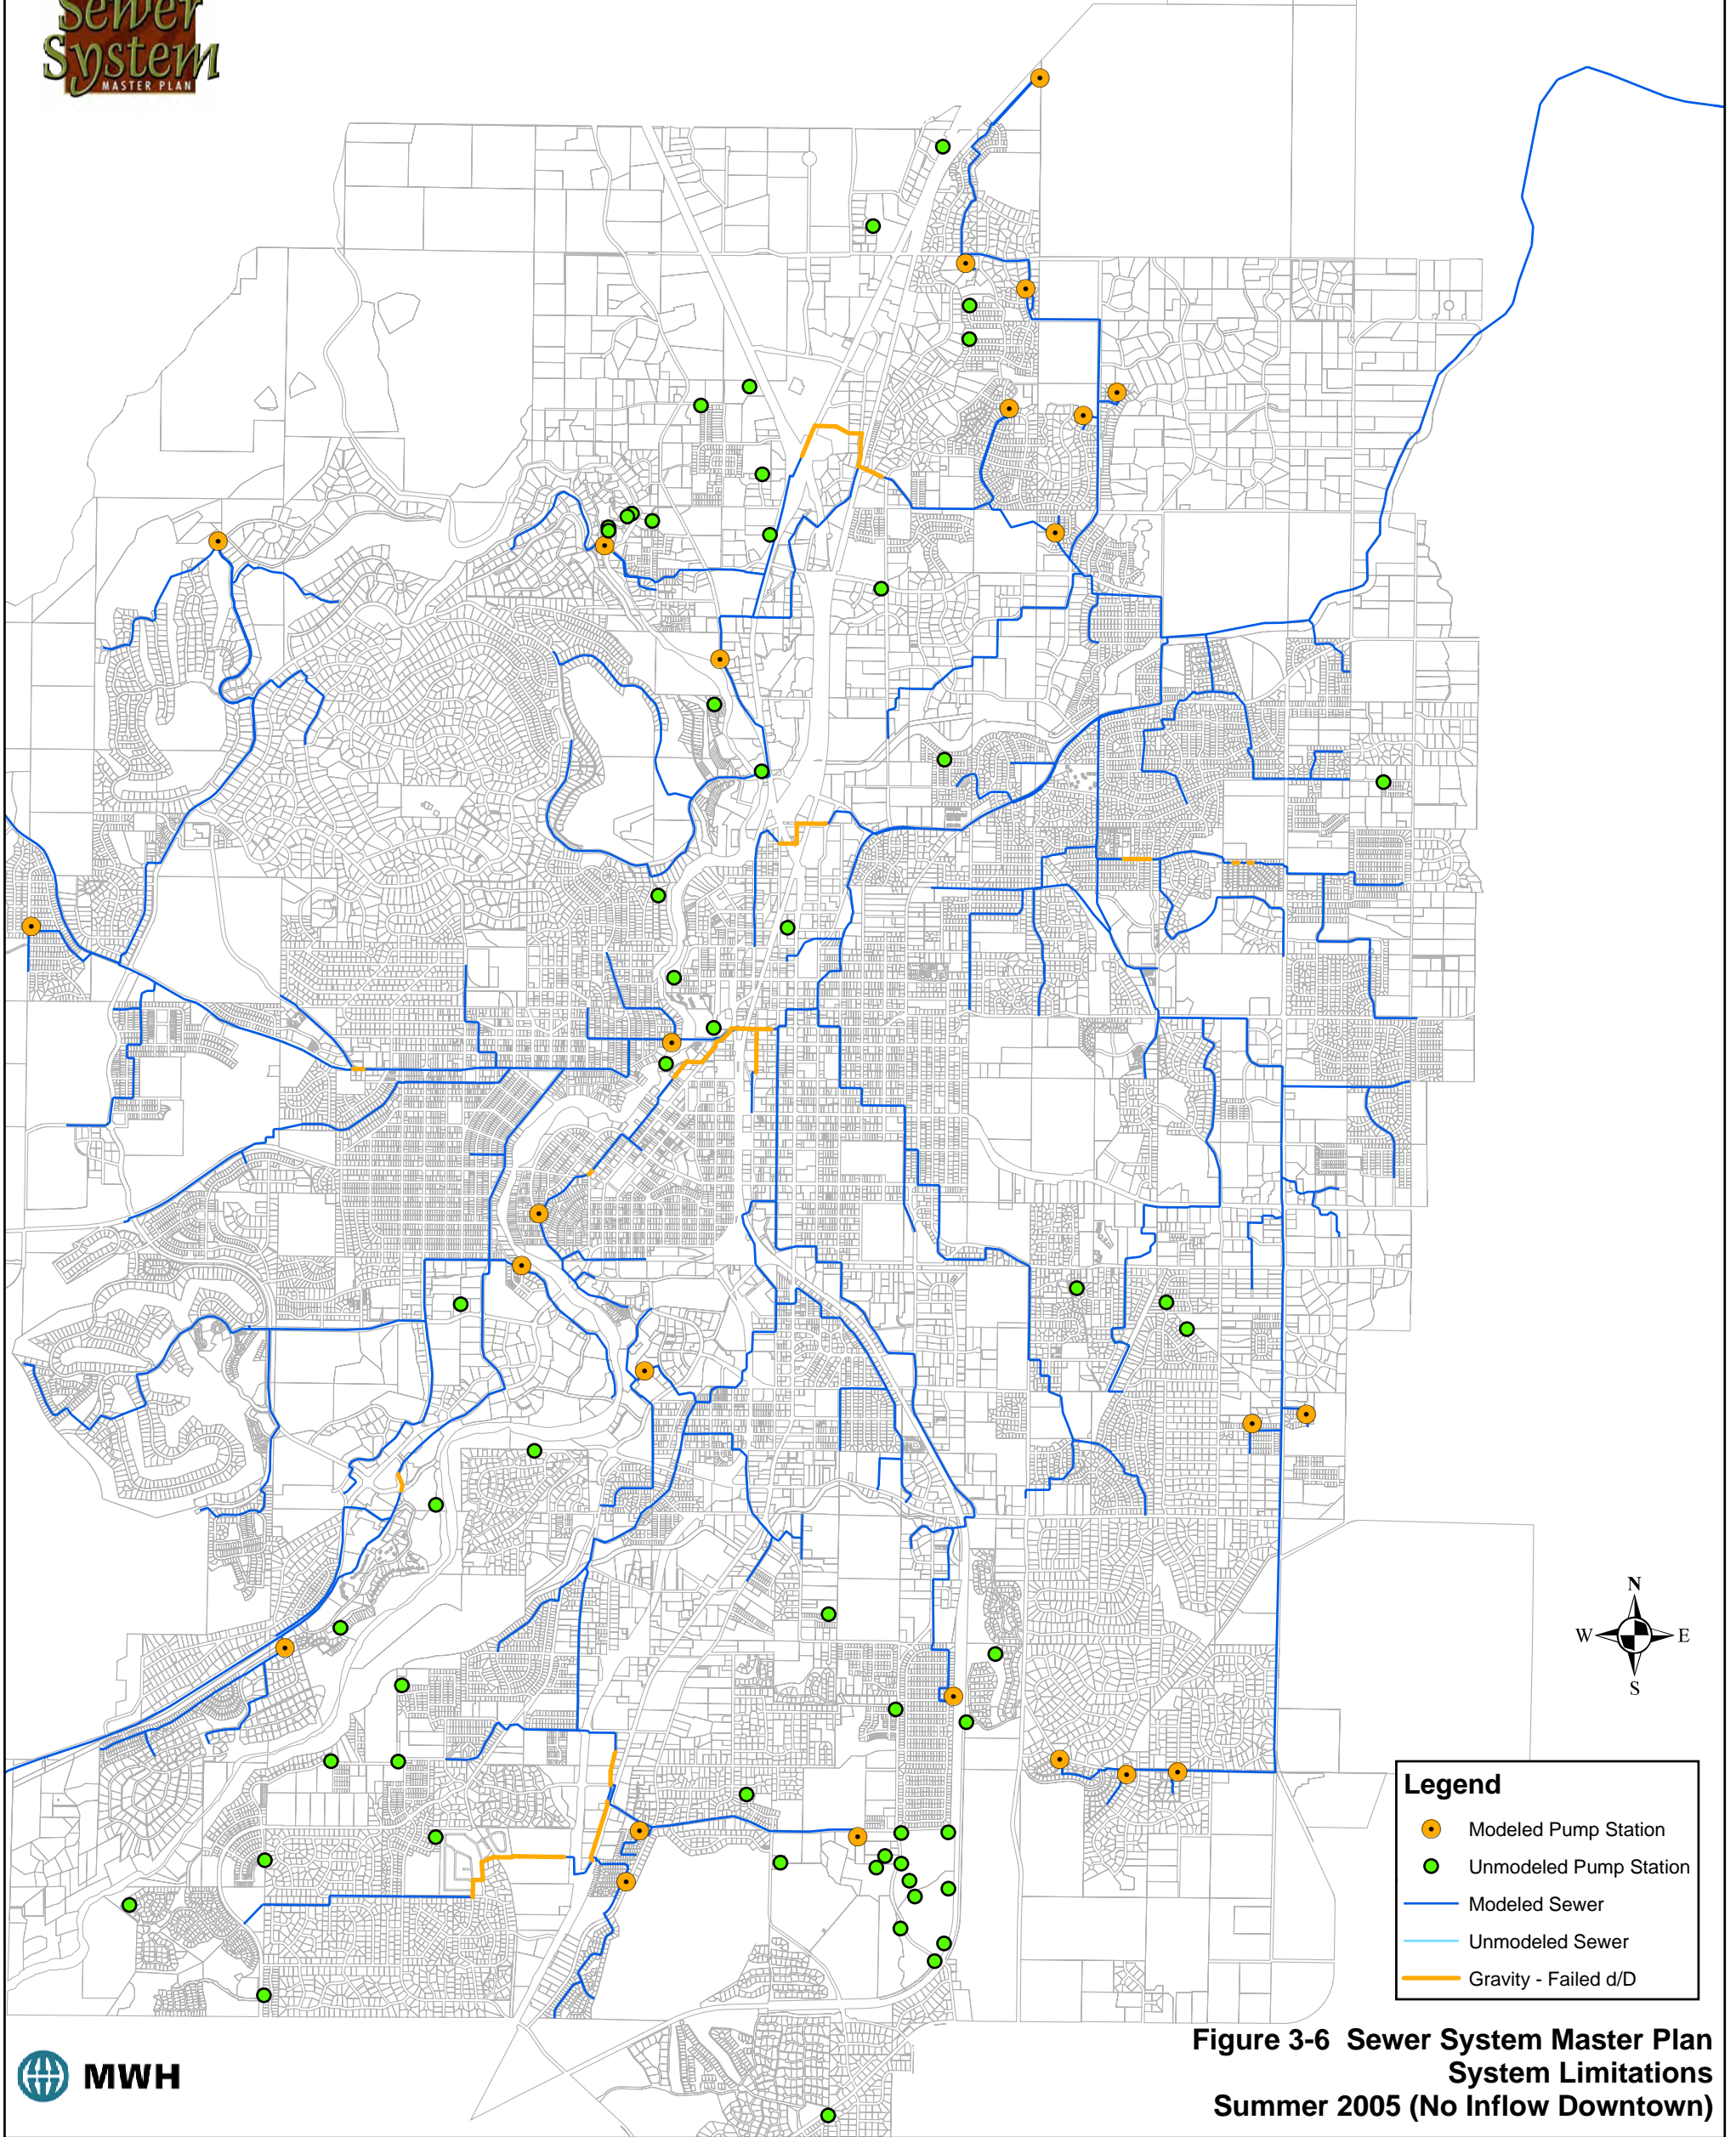 Sewer
System
MASTER PLAN
N
W E
S
Legend
Modeled Pump Station
Unmodeled Pump Station
Modeled Sewer
Unmodeled Sewer
Gravity - Failed d/D
Figure 3-6 Sewer System Master Plan
System Limitations
Summer 2005 (No Inflow Downtown)
MWH